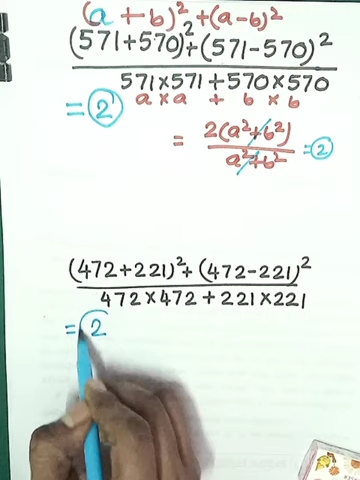 (a + b)² + (a - b)²
(571+570)² + (571-570)²
571×571 + 570×570
= 2 a × a + b × b
= 2(a²+b²) / a²+b² = 2
(472+221)² + (472-221)²
472×472 + 221×221
= 2